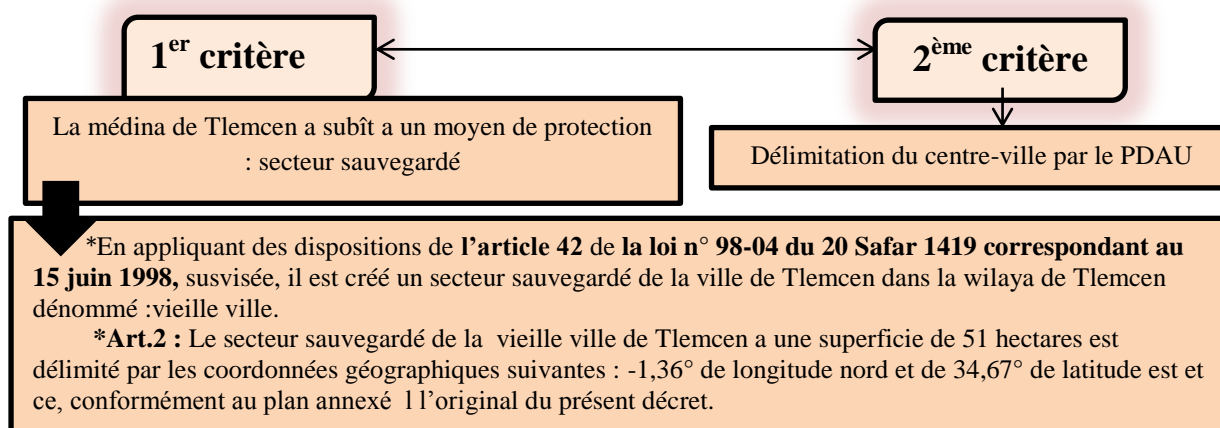 1er critère
2ème critère
La médina de Tlemcen a subît a un moyen de protection
: secteur sauvegardé
Délimitation du centre-ville par le PDAU
*En appliquant des dispositions de l'article 42 de la loi n° 98-04 du 20 Safar 1419 correspondant au
15 juin 1998, susvisée, il est créé un secteur sauvegardé de la ville de Tlemcen dans la wilaya de Tlemcen
dénommé :vieille ville.
*Art.2 : Le secteur sauvegardé de la vieille ville de Tlemcen a une superficie de 51 hectares est
délimité par les coordonnées géographiques suivantes : -1,36° de longitude nord et de 34,67° de latitude est et
ce, conformément au plan annexé l l'original du présent décret.